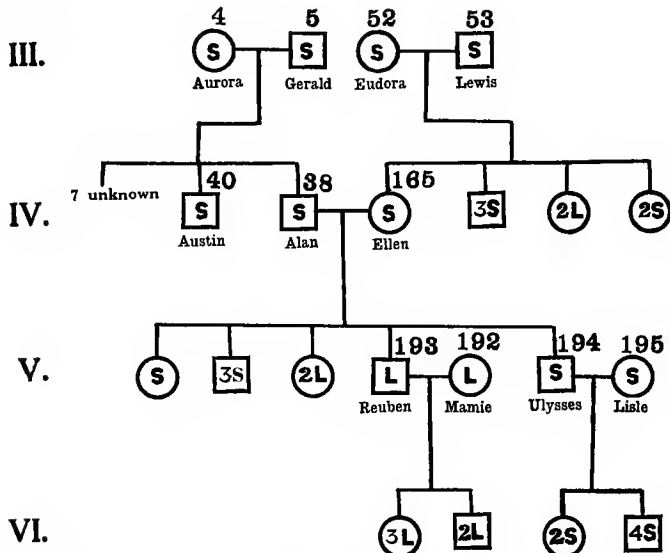 4 5 52 53
III. S S S S
Aurora Gerald Eudora Lewis
7 unknown 40 38 165
IV. S S S 3S 2L 2S
Austin Alan Ellen
193 192 194 195
V. S 3S 2L L L S S
Reuben Mamie Ulysses Lisle
VI. 3L 2L 2S 4S